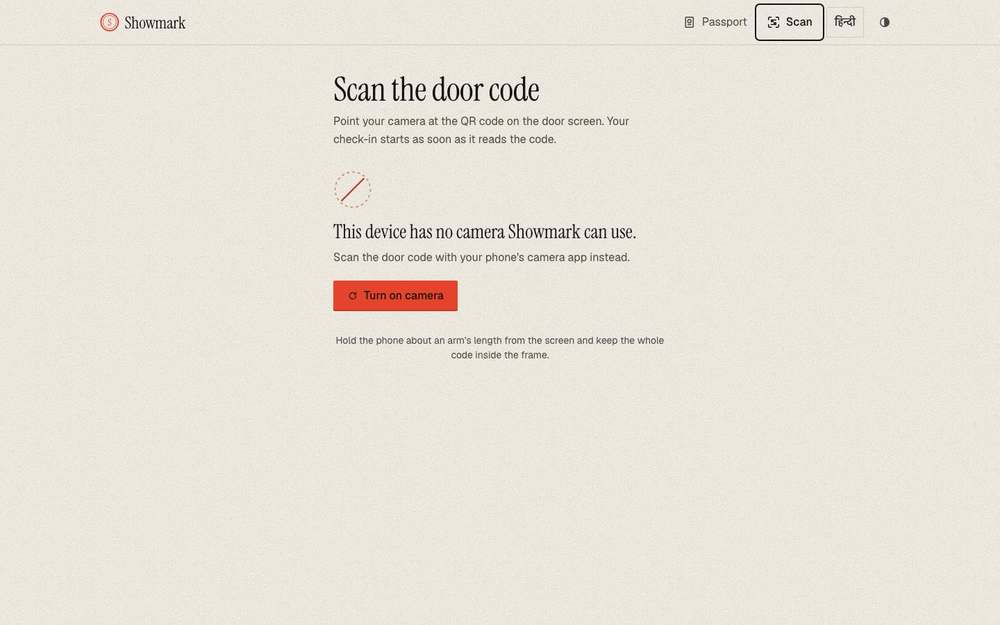 Showmark
Passport
Scan
हिन्दी
Scan the door code
Point your camera at the QR code on the door screen. Your
check-in starts as soon as it reads the code.
This device has no camera Showmark can use.
Scan the door code with your phone's camera app instead.
Turn on camera
Hold the phone about an arm's length from the screen and keep the whole
code inside the frame.